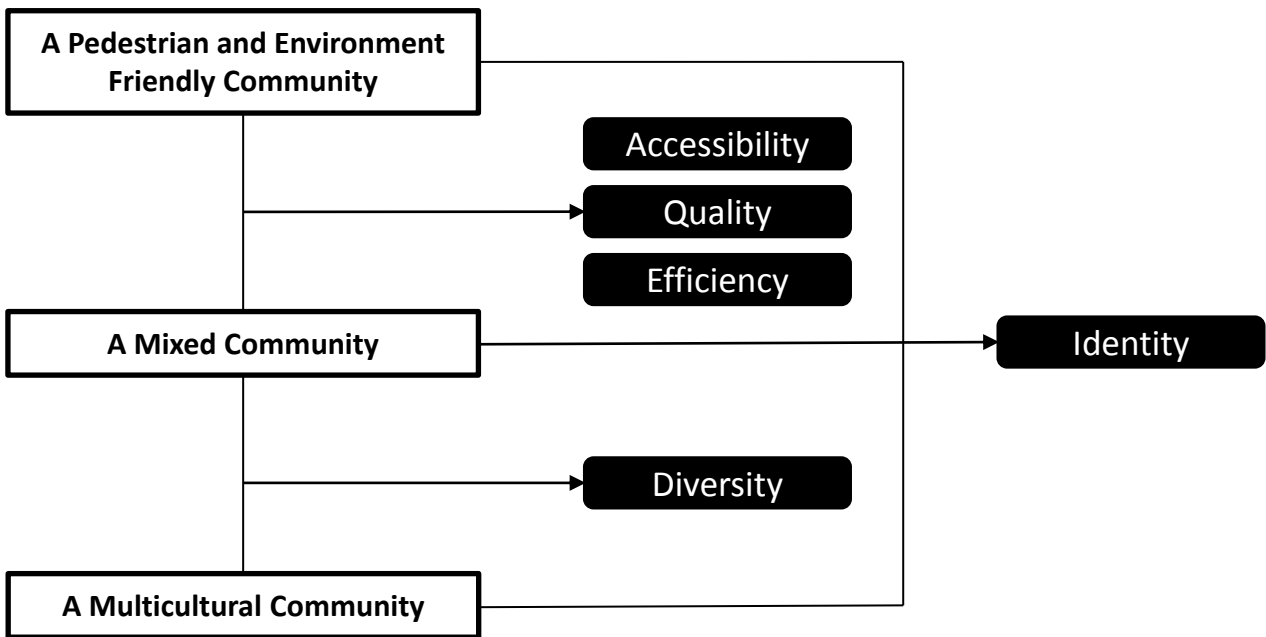 A Pedestrian and Environment
Friendly Community
Accessibility
Quality
Efficiency
A Mixed Community
Identity
Diversity
A Multicultural Community